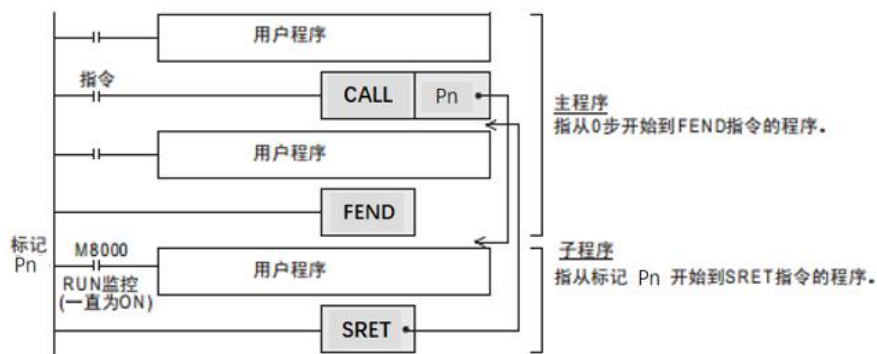 用户程序
指令
CALL Pn
主程序
指从0步开始到FEND指令的程序。
用户程序
FEND
标记
Pn
M8000
用户程序
RUN监控
(一直为ON)
子程序
指从标记 Pn 开始到SRET指令的程序。
SRET